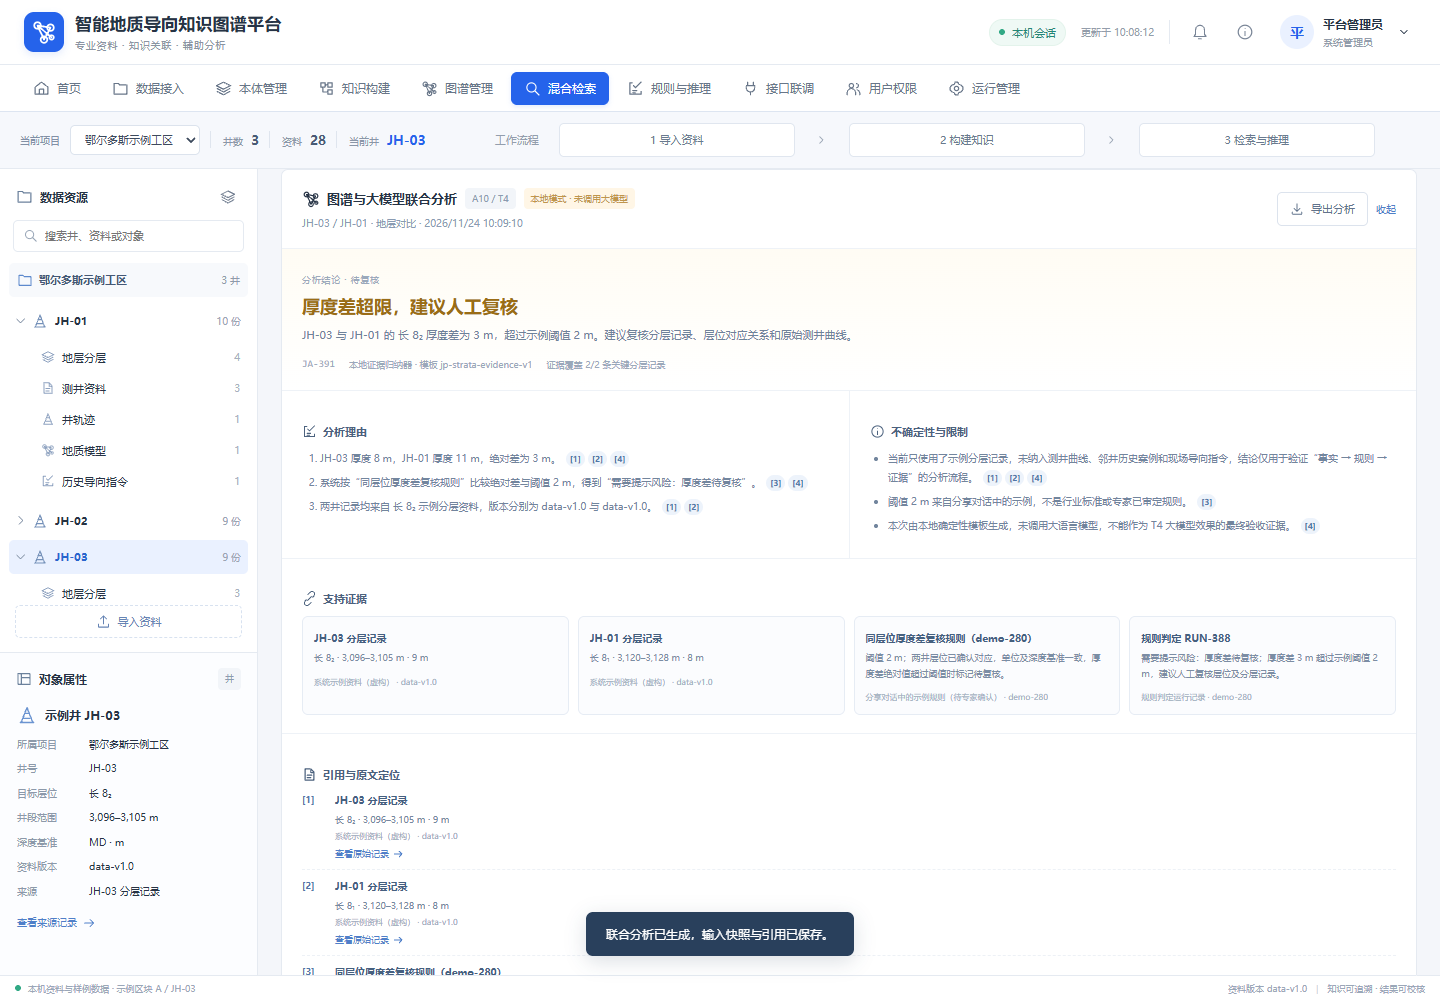 智能地质导向知识图谱平台
专业资料 · 知识关联 · 辅助分析
本机会话
更新于 10:08:12
平
平台管理员
系统管理员
首页
数据接入
本体管理
知识构建
图谱管理
混合检索
规则与推理
接口联调
用户权限
运行管理
当前项目
鄂尔多斯示例工区
井数 3
资料 28
当前井 JH-03
工作流程
1 导入资料
2 构建知识
3 检索与推理
数据资源
搜索井、资料或对象
鄂尔多斯示例工区 3 井
JH-01 10 份
地层分层 4
测井资料 3
井轨迹 1
地质模型 1
历史导向指令 1
JH-02 9 份
JH-03 9 份
地层分层 3
导入资料
对象属性 井
示例井 JH-03
所属项目 鄂尔多斯示例工区
井号 JH-03
目标层位 长 8₂
井段范围 3,096–3,105 m
深度基准 MD · m
资料版本 data-v1.0
来源 JH-03 分层记录
查看来源记录 →
图谱与大模型联合分析 A10 / T4 本地模式 · 未调用大模型
JH-03 / JH-01 · 地层对比 · 2026/11/24 10:09:10
导出分析 收起
分析结论 · 待复核
厚度差超限，建议人工复核
JH-03 与 JH-01 的 长 8₂ 厚度差为 3 m，超过示例阈值 2 m。建议复核分层记录、层位对应关系和原始测井曲线。
JA-391 本地证据归纳器 · 模板 jp-strata-evidence-v1 证据覆盖 2/2 条关键分层记录
分析理由
1. JH-03 厚度 8 m，JH-01 厚度 11 m，绝对差为 3 m。 [1] [2] [4]
2. 系统按“同层位厚度差复核规则”比较绝对差与阈值 2 m，得到“需要提示风险：厚度差待复核”。 [3] [4]
3. 两井记录均来自 长 8₂ 示例分层资料，版本分别为 data-v1.0 与 data-v1.0。 [1] [2]
不确定性与限制
当前只使用了示例分层记录，未纳入测井曲线、邻井历史案例和现场导向指令，结论仅用于验证“事实 → 规则 →
证据”的分析流程。 [1] [2] [4]
阈值 2 m 来自分享对话中的示例，不是行业标准或专家已审定规则。 [3]
本次由本地确定性模板生成，未调用大语言模型，不能作为 T4 大模型效果的最终验收证据。 [4]
支持证据
JH-03 分层记录
长 8₂ · 3,096–3,105 m · 9 m
系统示例资料（虚构） · data-v1.0
JH-01 分层记录
长 8₁ · 3,120–3,128 m · 8 m
系统示例资料（虚构） · data-v1.0
同层位厚度差复核规则（demo-280）
阈值 2 m；两井层位已确认对应，单位及深度基准一致，厚
度差绝对值超过阈值时标记待复核。
分享对话中的示例规则（待专家确认） · demo-280
规则判定 RUN-388
需要提示风险：厚度差待复核；厚度差 3 m 超过示例阈值 2
m，建议人工复核层位及分层记录。
规则判定运行记录 · demo-280
引用与原文定位
[1] JH-03 分层记录
长 8₂ · 3,096–3,105 m · 9 m
系统示例资料（虚构） · data-v1.0
查看原始记录 →
[2] JH-01 分层记录
长 8₁ · 3,120–3,128 m · 8 m
系统示例资料（虚构） · data-v1.0
查看原始记录 →
[3] 同层位厚度差复核规则（demo-280）
联合分析已生成，输入快照与引用已保存。
本机资料与样例数据 · 示例区块 A / JH-03
资料版本 data-v1.0 | 知识可追溯 · 结果可校核